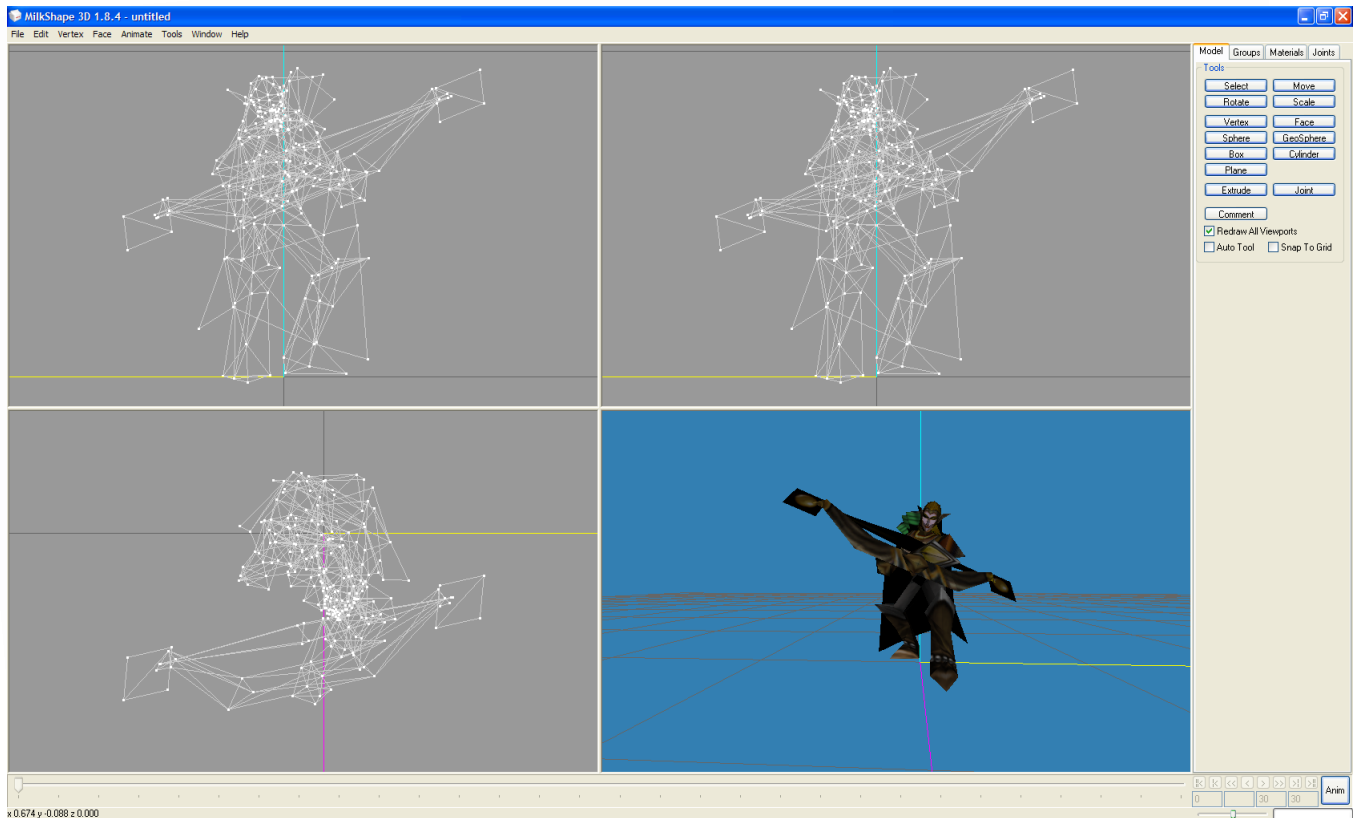 MilkShape 3D 1.8.4 - untitled
File Edit Vertex Face Animate Tools Window Help
Model Groups Materials Joints
Tools
Select Move
Rotate Scale
Vertex Face
Sphere GeoSphere
Box Cylinder
Plane
Extrude Joint
Comment
Redraw All Viewports
Auto Tool Snap To Grid
0 30 30 Anim
x 0.674 y -0.088 z 0.000